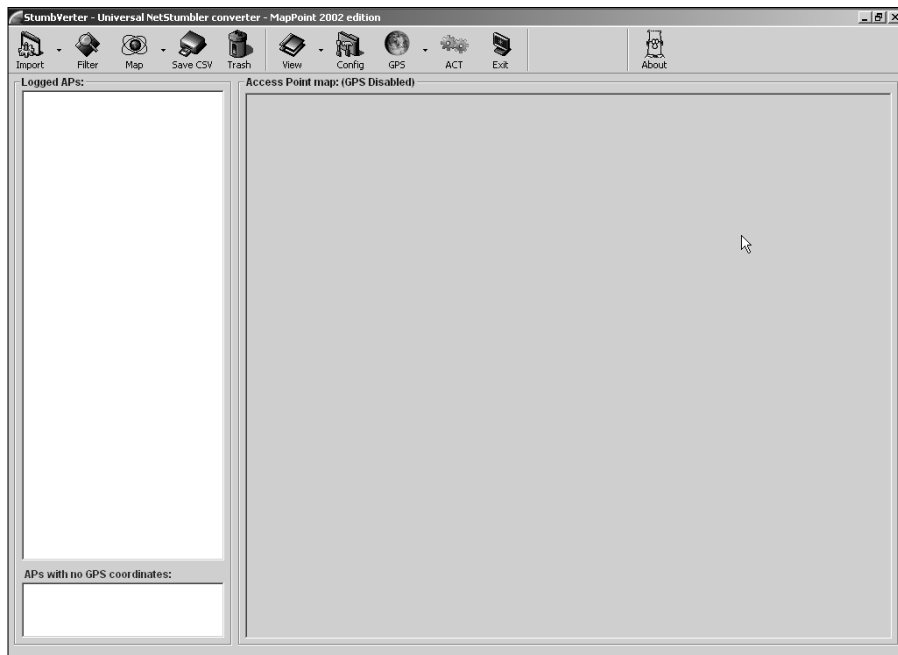 StumbVerter - Universal NetStumbler converter - MapPoint 2002 edition
Import Filter Map Save CSV Trash View Config GPS ACT Exit About
Logged APs:
Access Point map: (GPS Disabled)
APs with no GPS coordinates: